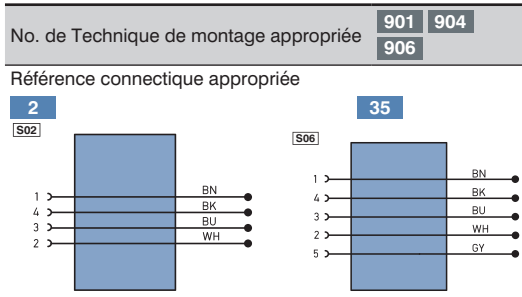 No. de Technique de montage appropriée 901 904
906
Référence connectique appropriée
2 35
S02 S06
1 BN
4 BK
3 BU
2 WH
1 BN
4 BK
3 BU
2 WH
5 GY